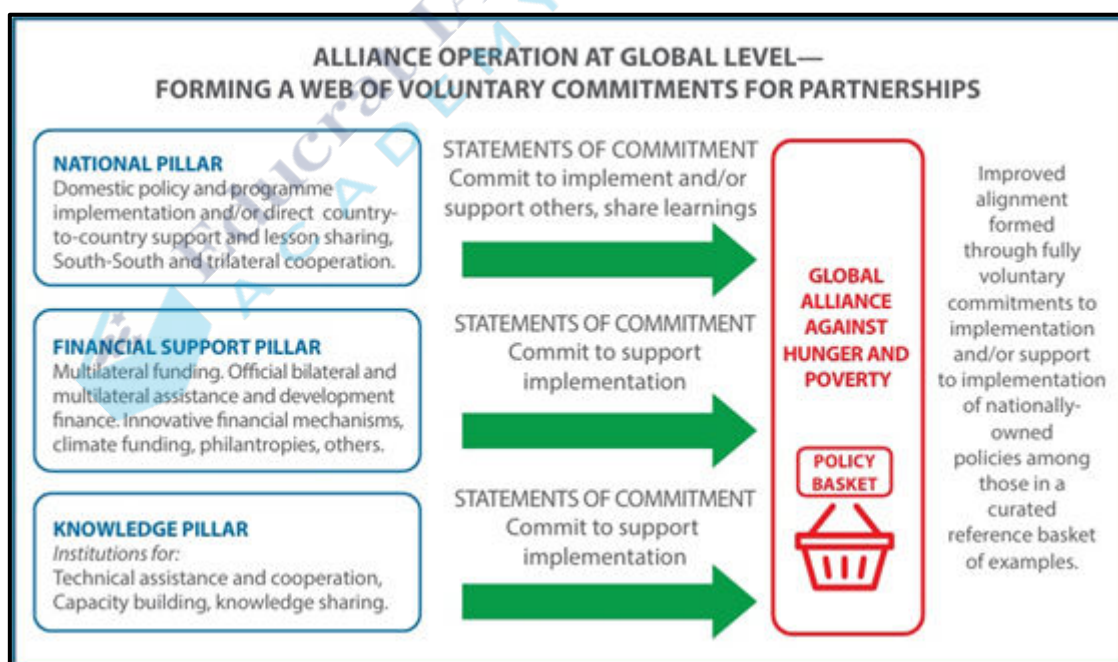 ALLIANCE OPERATION AT GLOBAL LEVEL—
FORMING A WEB OF VOLUNTARY COMMITMENTS FOR PARTNERSHIPS
NATIONAL PILLAR
Domestic policy and programme
implementation and/or direct country-
to-country support and lesson sharing,
South-South and trilateral cooperation.
STATEMENTS OF COMMITMENT
Commit to implement and/or
support others, share learnings
FINANCIAL SUPPORT PILLAR
Multilateral funding. Official bilateral and
multilateral assistance and development
finance. Innovative financial mechanisms,
climate funding, philantropies, others.
STATEMENTS OF COMMITMENT
Commit to support
implementation
KNOWLEDGE PILLAR
Institutions for:
Technical assistance and cooperation,
Capacity building, knowledge sharing.
STATEMENTS OF COMMITMENT
Commit to support
implementation
GLOBAL
ALLIANCE
AGAINST
HUNGER AND
POVERTY
POLICY
BASKET
Improved
alignment
formed
through fully
voluntary
commitments to
implementation
and/or support
to implementation
of nationally-
owned
policies among
those in a
curated
reference basket
of examples.
Educrat IA
ACADEMY